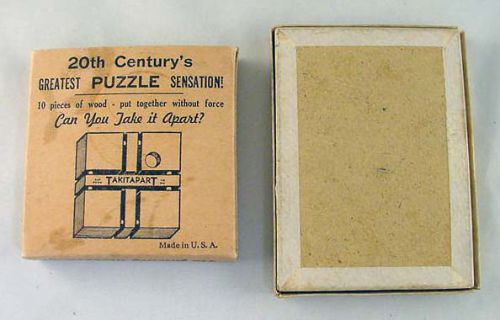 20th Century's
GREATEST PUZZLE SENSATION!
10 pieces of wood - put together without force
Can You Take it Apart?
TAKITAPART
Made in U. S. A.